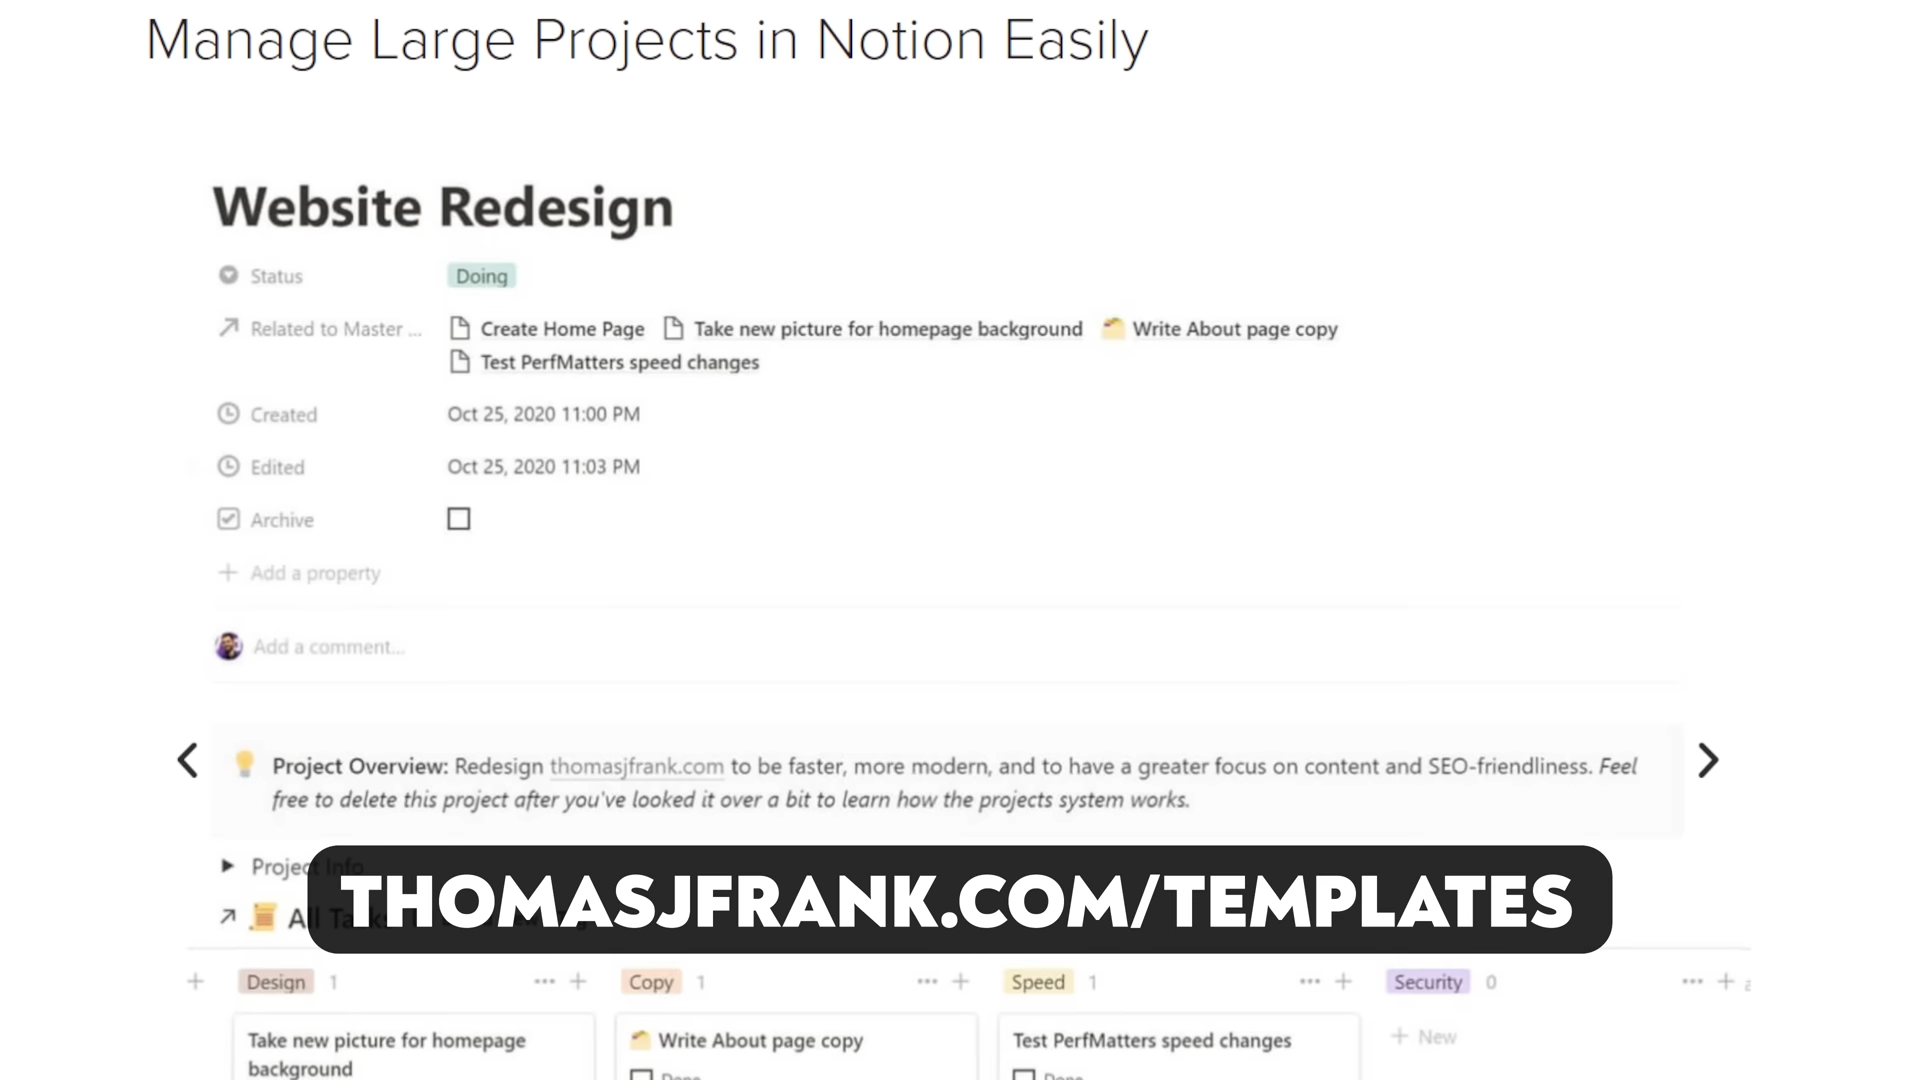 Manage Large Projects in Notion Easily
Website Redesign
Status Doing
Related to Master ... Create Home Page Take new picture for homepage background Write About page copy
Test PerfMatters speed changes
Created Oct 25, 2020 11:00 PM
Edited Oct 25, 2020 11:03 PM
Archive
Add a property
Add a comment...
Project Overview: Redesign thomasjfrank.com to be faster, more modern, and to have a greater focus on content and SEO-friendliness. Feel
free to delete this project after you've looked it over a bit to learn how the projects system works.
Project Info
THOMASJFRANK.COM/TEMPLATES
All Tasks
Design 1 ... + Copy 1 ... + Speed 1 ... + Security 0 ... +
Take new picture for homepage Write About page copy Test PerfMatters speed changes + New
background Done Done